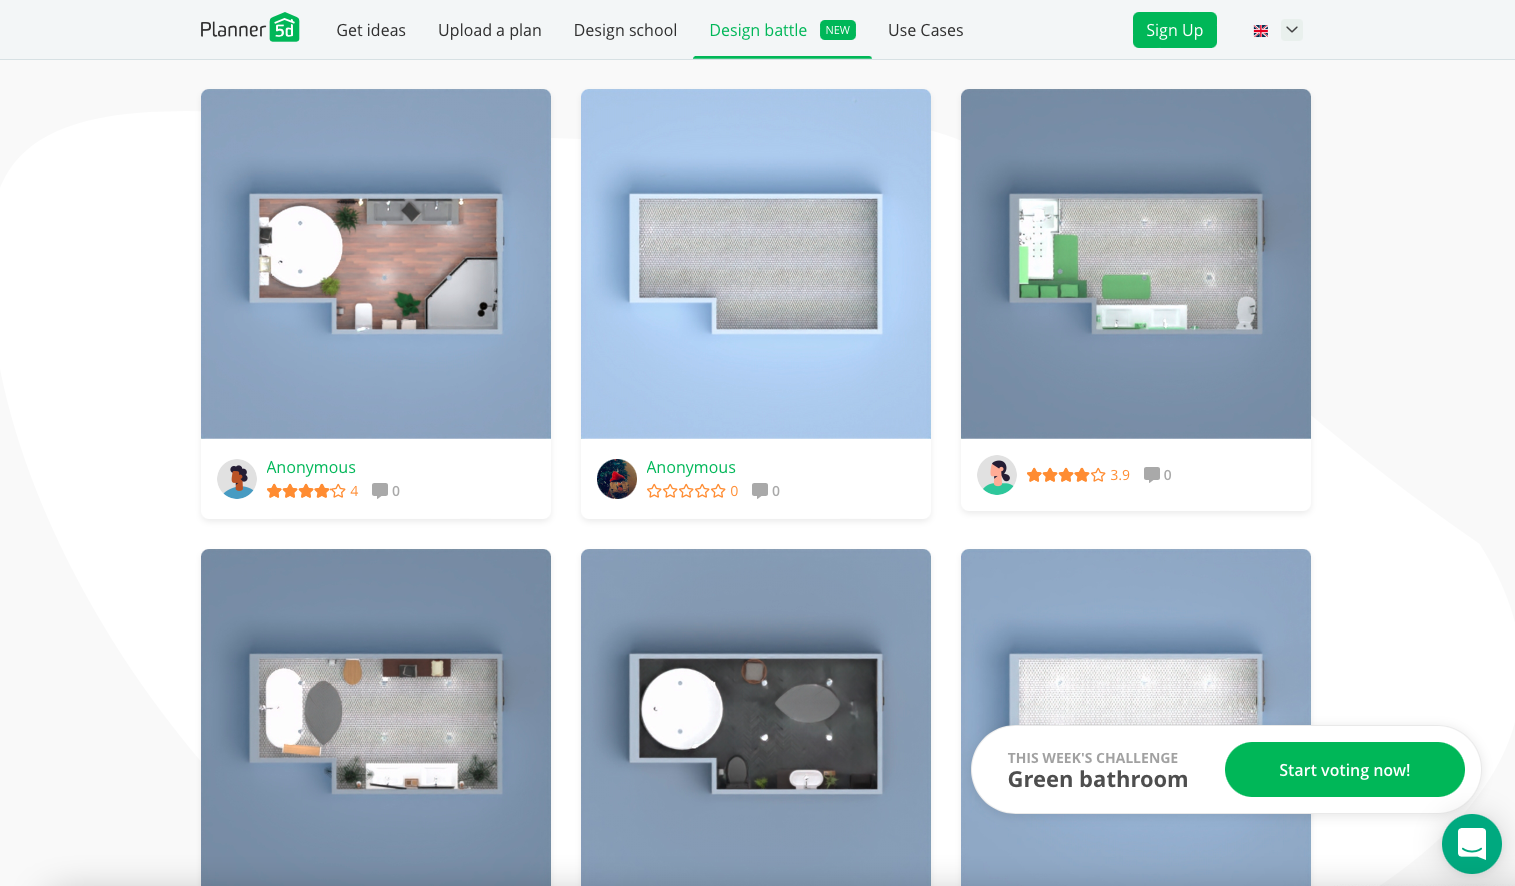 Planner 5d
Get ideas
Upload a plan
Design school
Design battle
NEW
Use Cases
Sign Up
Anonymous
4
0
Anonymous
0
0
3.9
0
THIS WEEK'S CHALLENGE
Green bathroom
Start voting now!